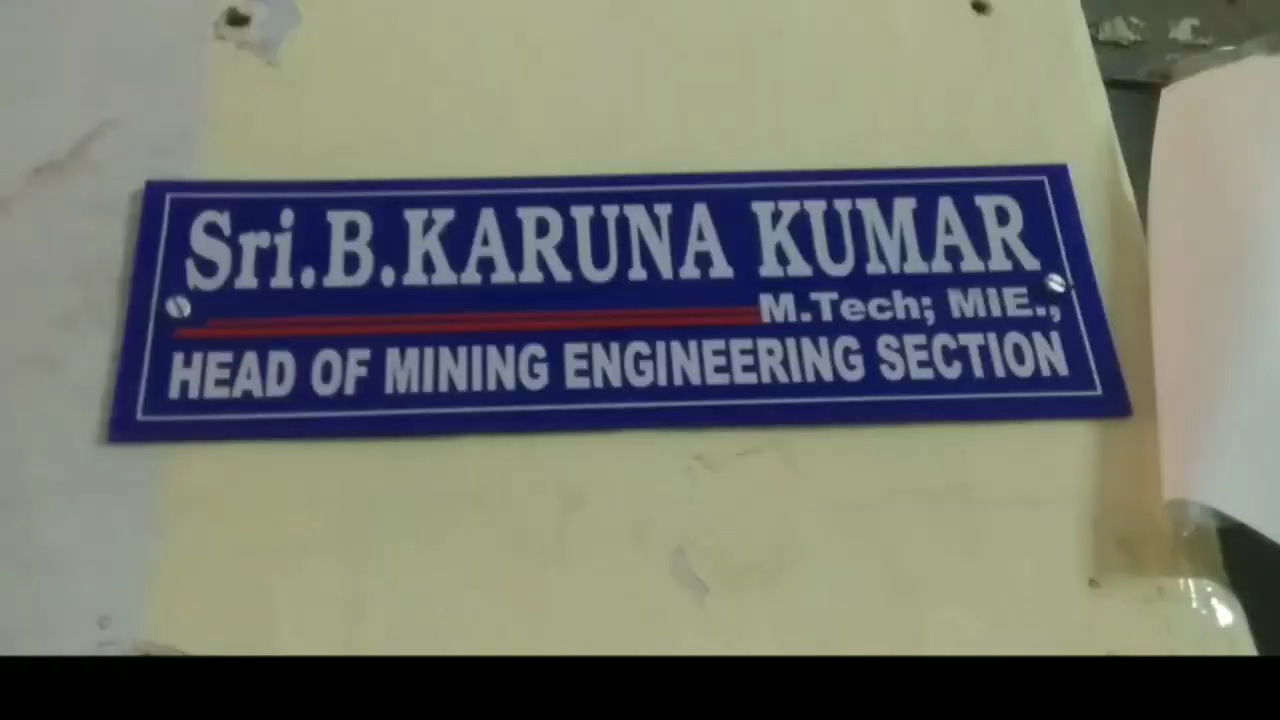 Sri.B.KARUNA KUMAR
M.Tech; MIE.,
HEAD OF MINING ENGINEERING SECTION